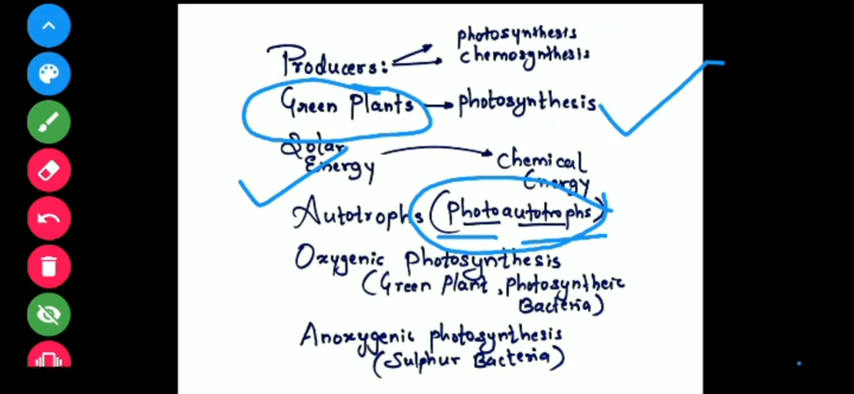 Producers: photosynthesis
chemosynthesis
Green Plants → photosynthesis
Solar
Energy → Chemical
Energy
Autotrophs (Photoautotrophs)
Oxygenic photosynthesis
(Green Plant, Photosyntheic
Bacteria)
Anoxygenic photosynthesis
(Sulphur Bacteria)